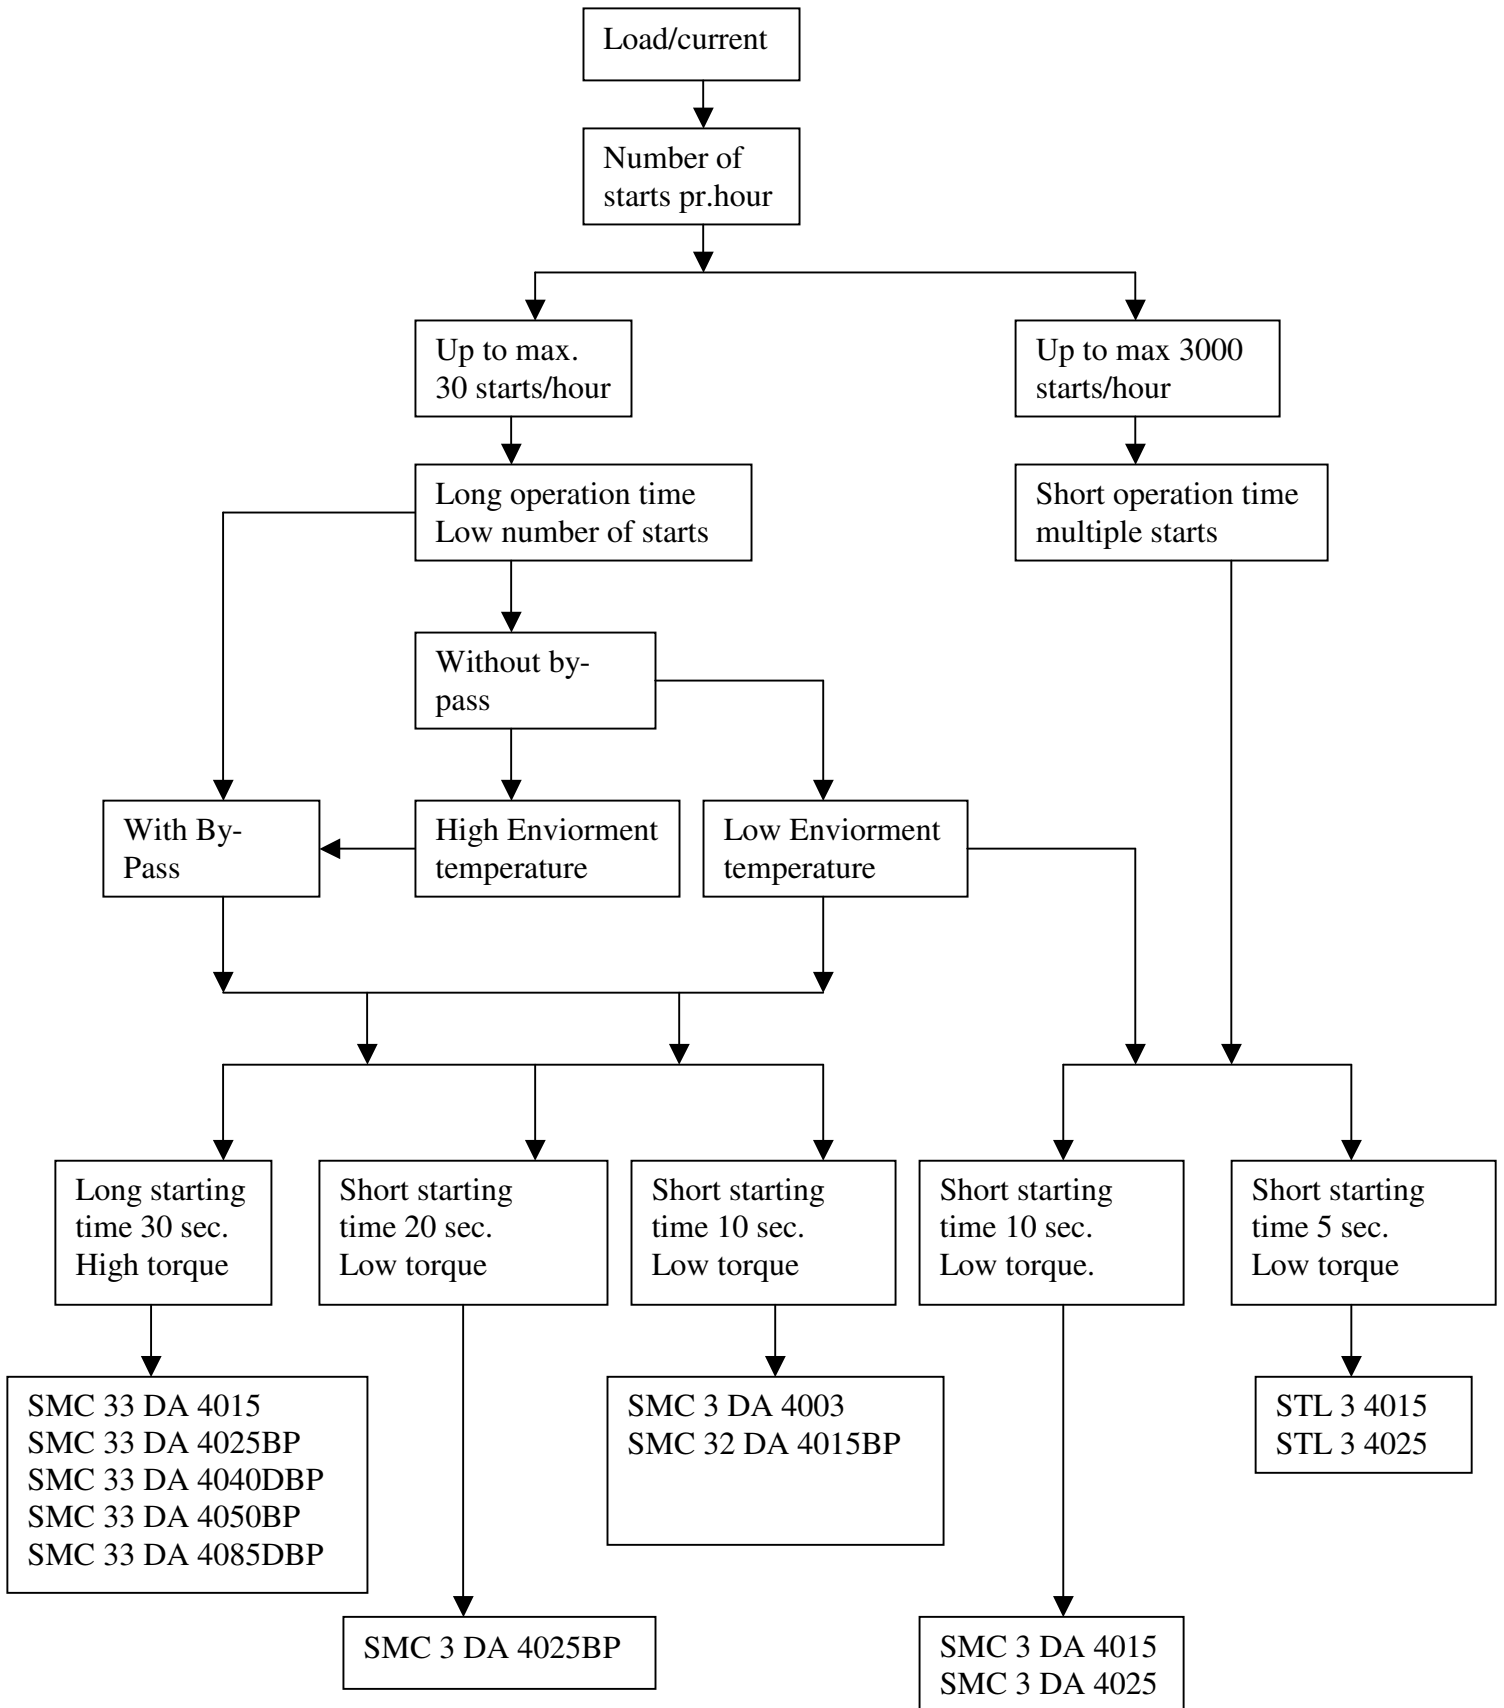 Load/current
Number of
starts pr.hour
Up to max.
30 starts/hour
Up to max 3000
starts/hour
Long operation time
Low number of starts
Short operation time
multiple starts
Without by-
pass
With By-
Pass
High Enviorment
temperature
Low Enviorment
temperature
Long starting
time 30 sec.
High torque
Short starting
time 20 sec.
Low torque
Short starting
time 10 sec.
Low torque
Short starting
time 10 sec.
Low torque.
Short starting
time 5 sec.
Low torque
SMC 33 DA 4015
SMC 33 DA 4025BP
SMC 33 DA 4040DBP
SMC 33 DA 4050BP
SMC 33 DA 4085DBP
SMC 3 DA 4003
SMC 32 DA 4015BP
STL 3 4015
STL 3 4025
SMC 3 DA 4025BP
SMC 3 DA 4015
SMC 3 DA 4025